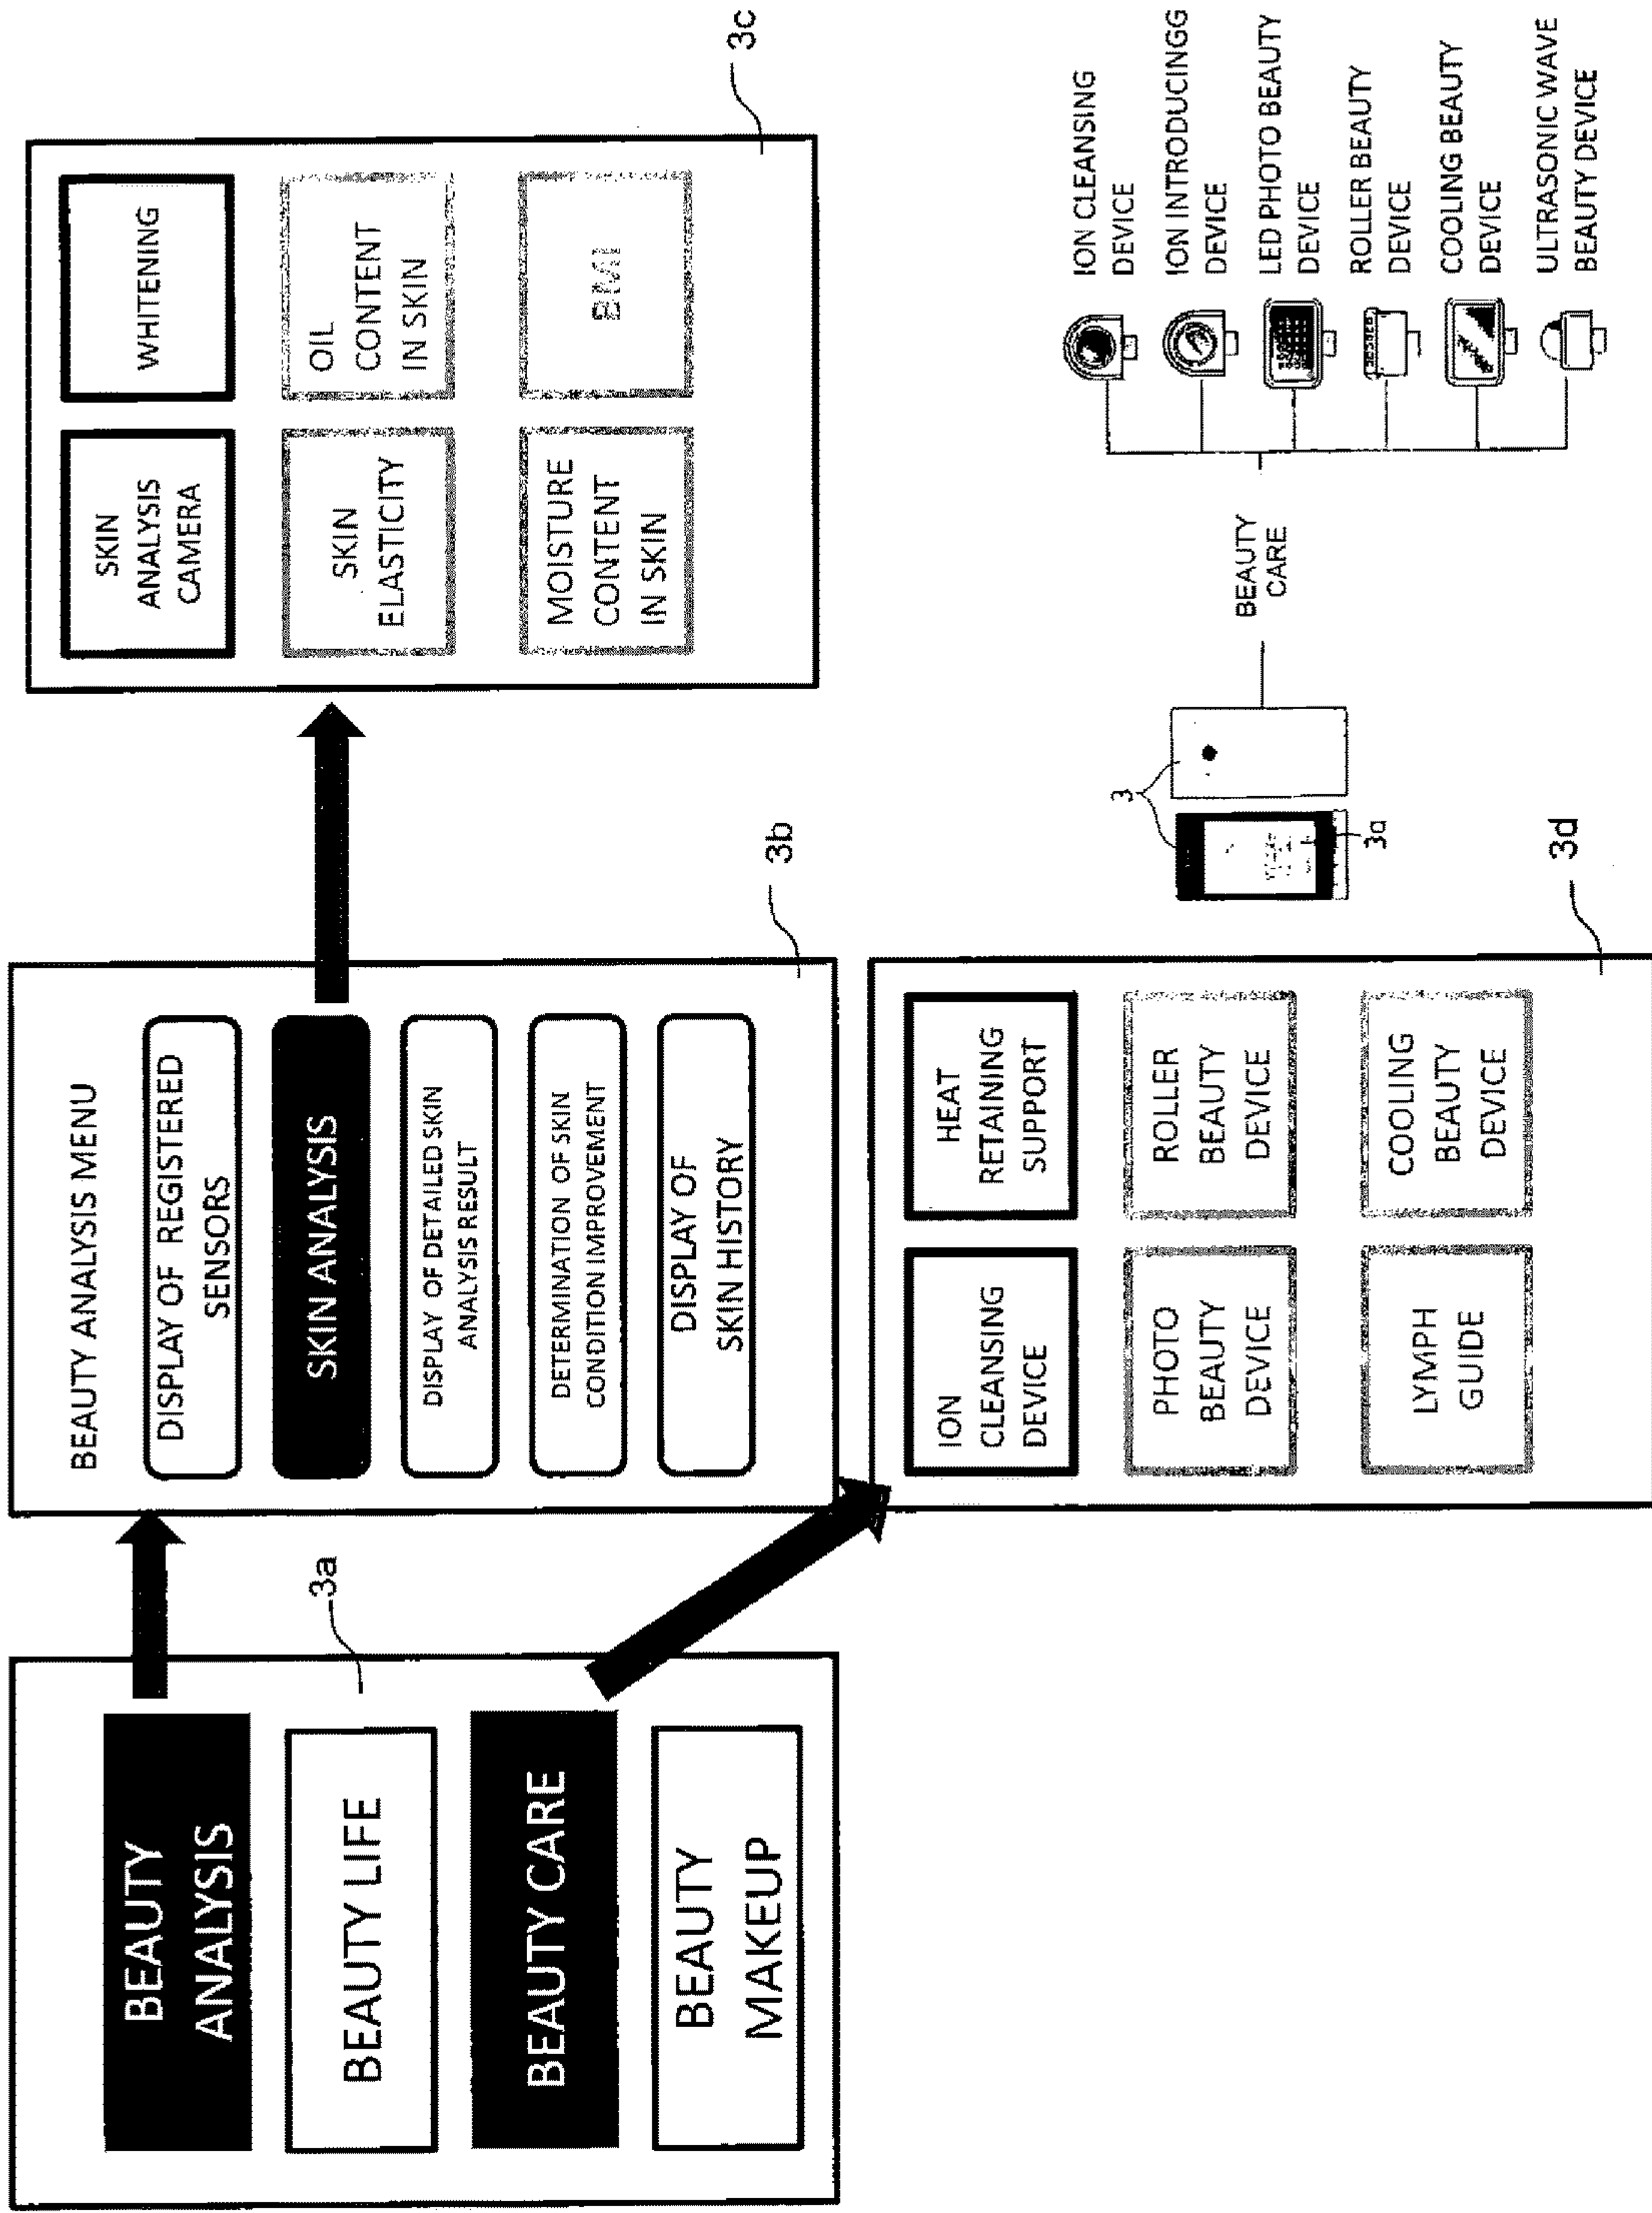 BEAUTY
ANALYSIS
BEAUTY LIFE
BEAUTY CARE
BEAUTY
MAKEUP
3a
BEAUTY ANALYSIS MENU
DISPLAY OF REGISTERED
SENSORS
SKIN ANALYSIS
DISPLAY OF DETAILED SKIN
ANALYSIS RESULT
DETERMINATION OF SKIN
CONDITION IMPROVEMENT
DISPLAY OF
SKIN HISTORY
3b
SKIN
ANALYSIS
CAMERA
WHITENING
SKIN
ELASTICITY
OIL
CONTENT
IN SKIN
MOISTURE
CONTENT
IN SKIN
BMI
3c
ION
CLEANSING
DEVICE
HEAT
RETAINING
SUPPORT
PHOTO
BEAUTY
DEVICE
ROLLER
BEAUTY
DEVICE
LYMPH
GUIDE
COOLING
BEAUTY
DEVICE
3d
3
3a
BEAUTY
CARE
ION CLEANSING
DEVICE
ION INTRODUCINGG
DEVICE
LED PHOTO BEAUTY
DEVICE
ROLLER BEAUTY
DEVICE
COOLING BEAUTY
DEVICE
ULTRASONIC WAVE
BEAUTY DEVICE